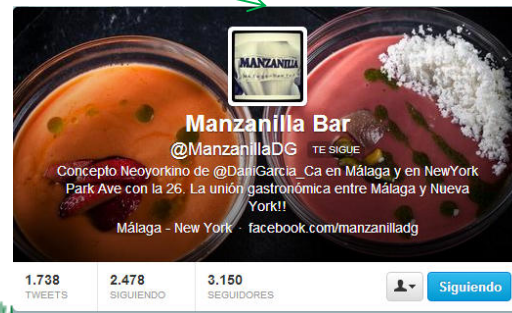 MANZANILLA
Manzanilla Bar
@ManzanillaDG TE SIGUE
Concepto Neoyorkino de @DaniGarcia_Ca en Málaga y en NewYork
Park Ave con la 26. La unión gastronómica entre Málaga y Nueva
York!!
Málaga - New York · facebook.com/manzanilladg
1.738 2.478 3.150
TWEETS SIGUIENDO SEGUIDORES
Siguiendo